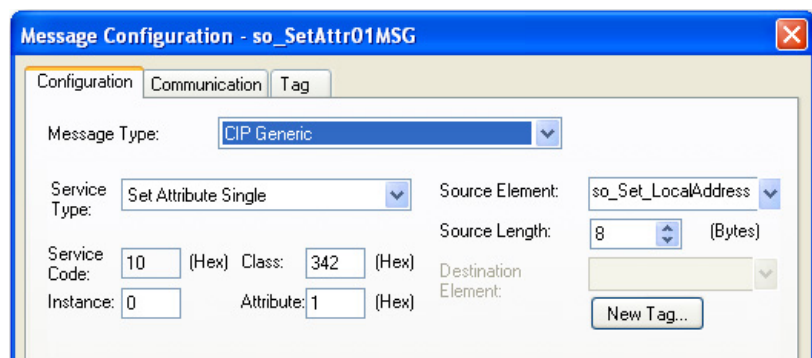 Message Configuration - so_SetAttr01MSG
Configuration Communication Tag
Message Type: CIP Generic
Service Type: Set Attribute Single
Source Element: so_Set_LocalAddress
Source Length: 8 (Bytes)
Service Code: 10 (Hex) Class: 342 (Hex)
Destination Element:
Instance: 0 Attribute: 1 (Hex)
New Tag...